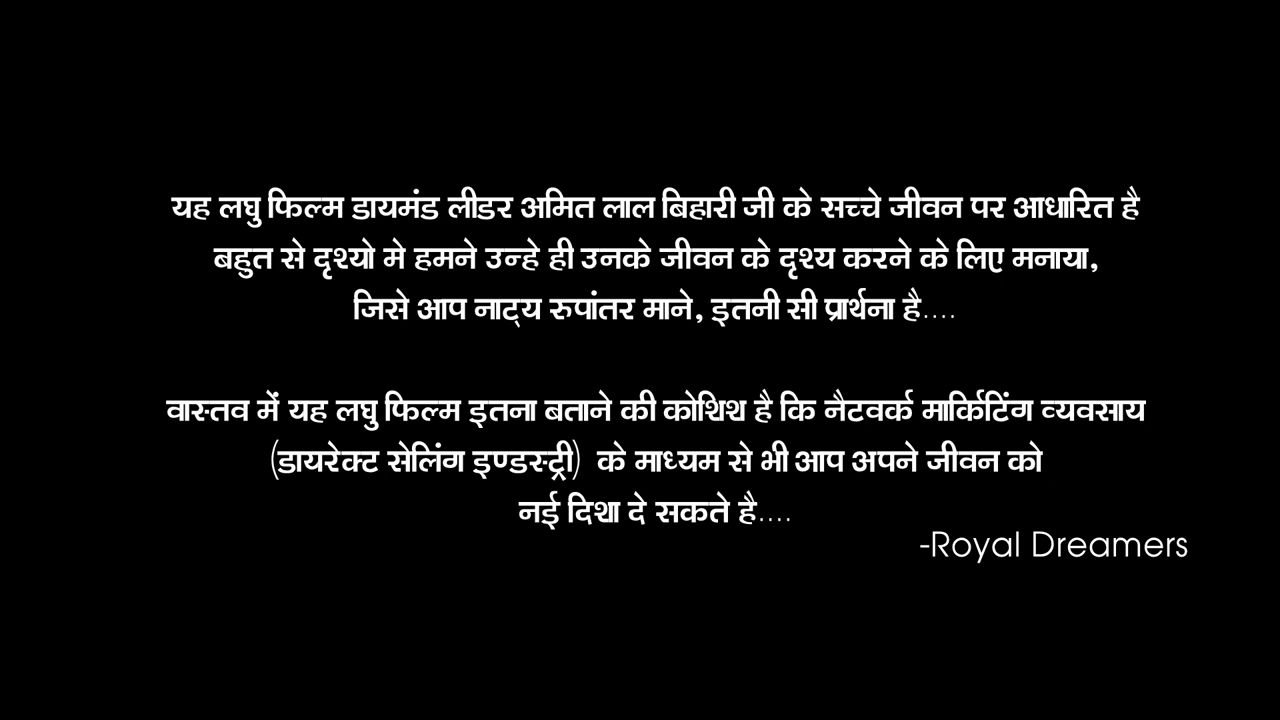 यह लघु फिल्म डायमंड लीडर अमित लाल बिहारी जी के सच्चे जीवन पर आधारित है
बहुत से दृश्यो मे हमने उन्हे ही उनके जीवन के दृश्य करने के लिए मनाया,
जिसे आप नाट्य रुपांतर माने, इतनी सी प्रार्थना है....
वास्तव में यह लघु फिल्म इतना बताने की कोशिश है कि नैटवर्क मार्किटिंग व्यवसाय
(डायरेक्ट सेलिंग इण्डस्ट्री) के माध्यम से भी आप अपने जीवन को
नई दिशा दे सकते है....
-Royal Dreamers